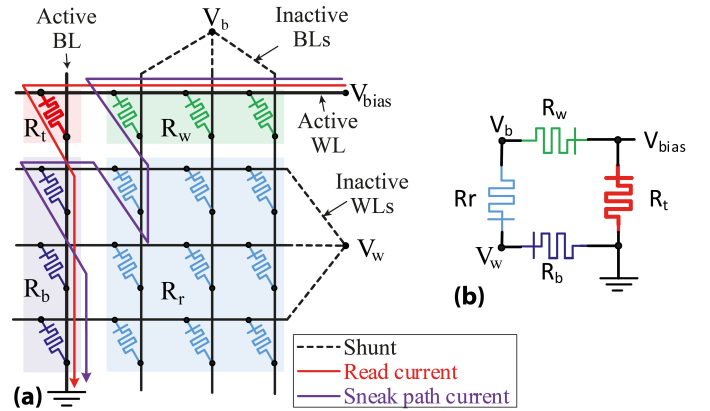 Active
BL
V_b
Inactive
BLs
V_bias
Active
WL
R_t
R_w
Inactive
WLs
V_w
R_b
R_r
Shunt
Read current
Sneak path current
(a)
R_w
V_b
V_bias
Rr
R_t
V_w
R_b
(b)